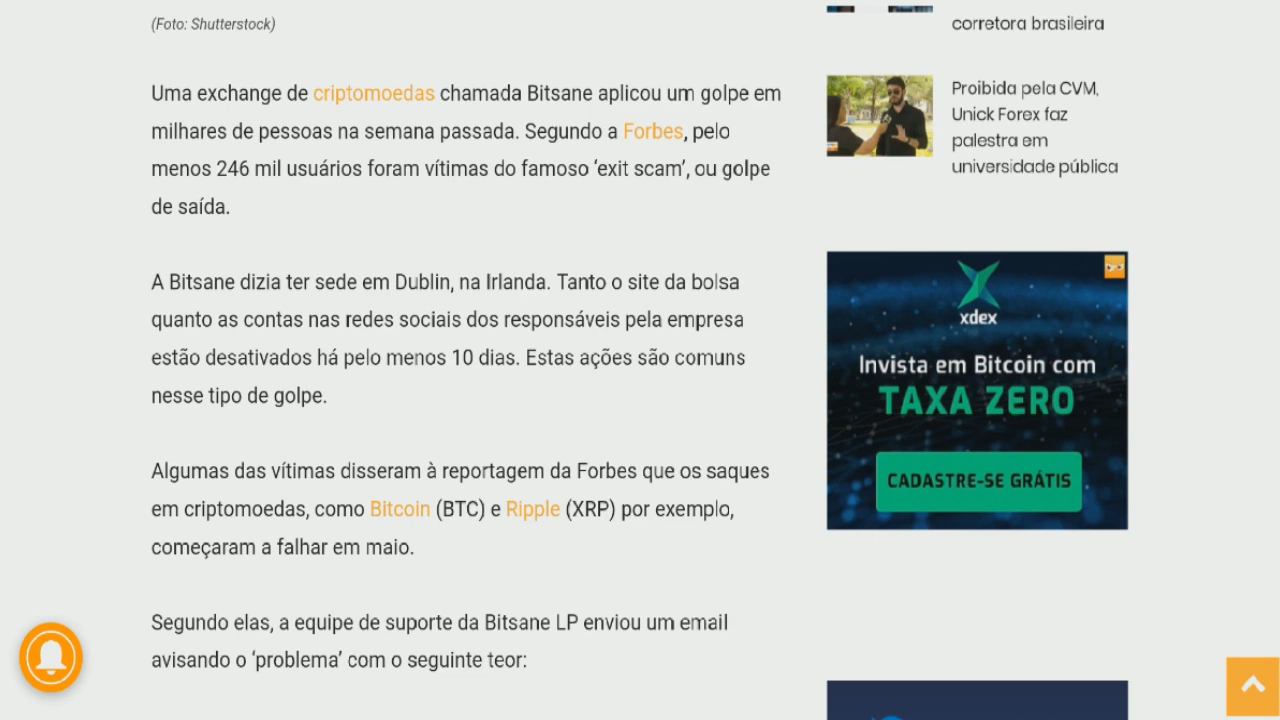 (Foto: Shutterstock)
Uma exchange de criptomoedas chamada Bitsane aplicou um golpe em
milhares de pessoas na semana passada. Segundo a Forbes, pelo
menos 246 mil usuários foram vítimas do famoso ‘exit scam’, ou golpe
de saída.
A Bitsane dizia ter sede em Dublin, na Irlanda. Tanto o site da bolsa
quanto as contas nas redes sociais dos responsáveis pela empresa
estão desativados há pelo menos 10 dias. Estas ações são comuns
nesse tipo de golpe.
Algumas das vítimas disseram à reportagem da Forbes que os saques
em criptomoedas, como Bitcoin (BTC) e Ripple (XRP) por exemplo,
começaram a falhar em maio.
Segundo elas, a equipe de suporte da Bitsane LP enviou um email
avisando o ‘problema’ com o seguinte teor:
corretora brasileira
Proibida pela CVM,
Unick Forex faz
palestra em
universidade pública
xdex
Invista em Bitcoin com
TAXA ZERO
CADASTRE-SE GRÁTIS